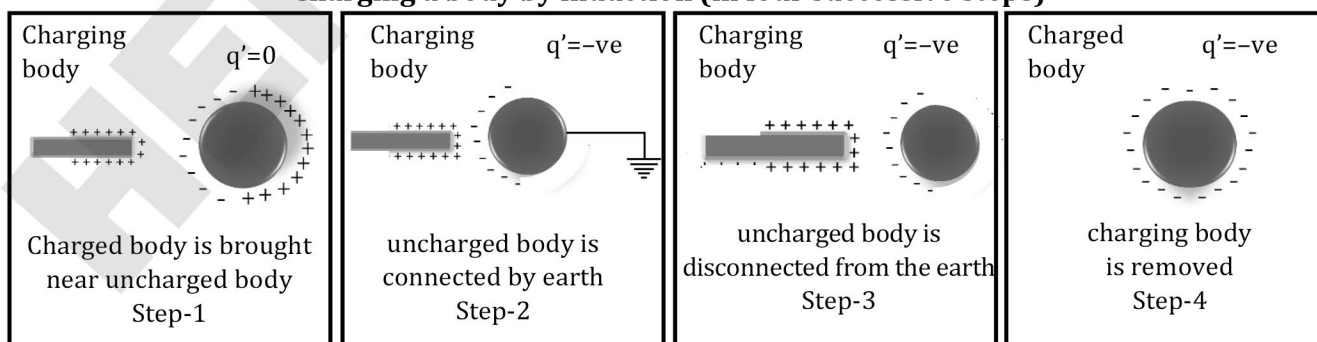 Charging a body by induction (in four successive steps)
Charging
body
q'=0
Charged body is brought
near uncharged body
Step-1
Charging
body
q'=–ve
uncharged body is
connected by earth
Step-2
Charging
body
q'=–ve
uncharged body is
disconnected from the earth
Step-3
Charged
body
q'=–ve
charging body
is removed
Step-4